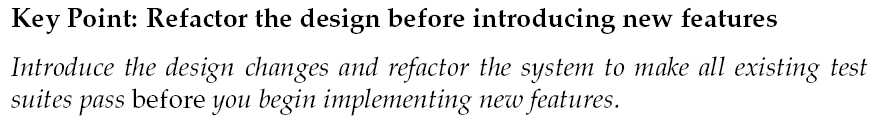 Key Point: Refactor the design before introducing new features
Introduce the design changes and refactor the system to make all existing test
suites pass before you begin implementing new features.